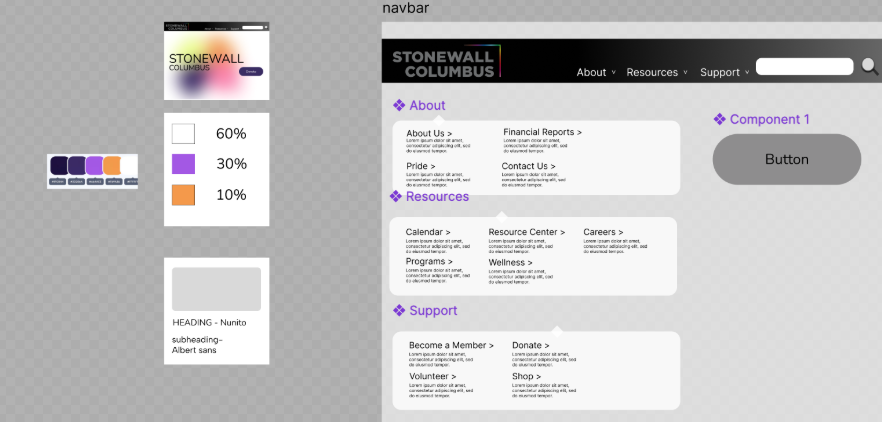 navbar
STONEWALL
COLUMBUS
60%
30%
10%
HEADING - Nunito
subheading-
Albert sans
STONEWALL
COLUMBUS
About
Resources
Support
About
About Us >
Lorem ipsum dolor sit amet,
consectetur adipiscing elit, sed
do eiusmod tempor.
Financial Reports >
Lorem ipsum dolor sit amet,
consectetur adipiscing elit, sed
do eiusmod tempor.
Pride >
Lorem ipsum dolor sit amet,
consectetur adipiscing elit, sed
do eiusmod tempor.
Contact Us >
Lorem ipsum dolor sit amet,
consectetur adipiscing elit, sed
do eiusmod tempor.
Resources
Calendar >
Lorem ipsum dolor sit amet,
consectetur adipiscing elit, sed
do eiusmod tempor.
Resource Center >
Lorem ipsum dolor sit amet,
consectetur adipiscing elit, sed
do eiusmod tempor.
Careers >
Lorem ipsum dolor sit amet,
consectetur adipiscing elit, sed
do eiusmod tempor.
Programs >
Lorem ipsum dolor sit amet,
consectetur adipiscing elit, sed
do eiusmod tempor.
Wellness >
Lorem ipsum dolor sit amet,
consectetur adipiscing elit, sed
do eiusmod tempor.
Support
Become a Member >
Lorem ipsum dolor sit amet,
consectetur adipiscing elit, sed
do eiusmod tempor.
Donate >
Lorem ipsum dolor sit amet,
consectetur adipiscing elit, sed
do eiusmod tempor.
Volunteer >
Lorem ipsum dolor sit amet,
consectetur adipiscing elit, sed
do eiusmod tempor.
Shop >
Lorem ipsum dolor sit amet,
consectetur adipiscing elit, sed
do eiusmod tempor.
Component 1
Button